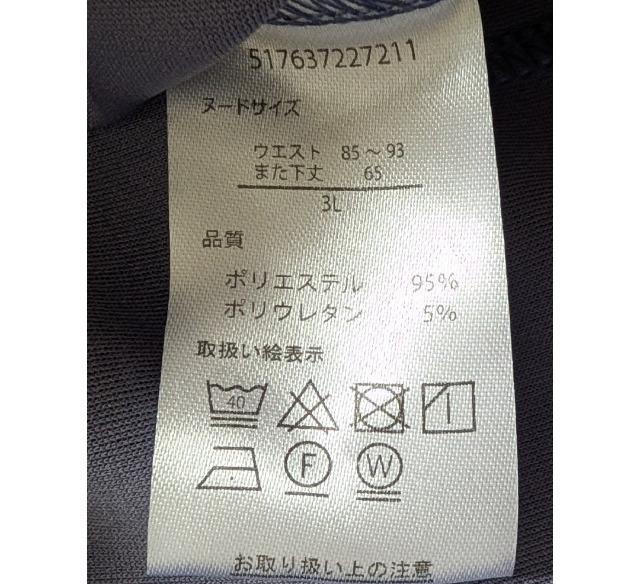 517637227211
ヌードサイズ
ウエスト 85～93
また下丈 65
3L
品質
ポリエステル 95%
ポリウレタン 5%
取扱い絵表示
40
F W
お取り扱い上の注意